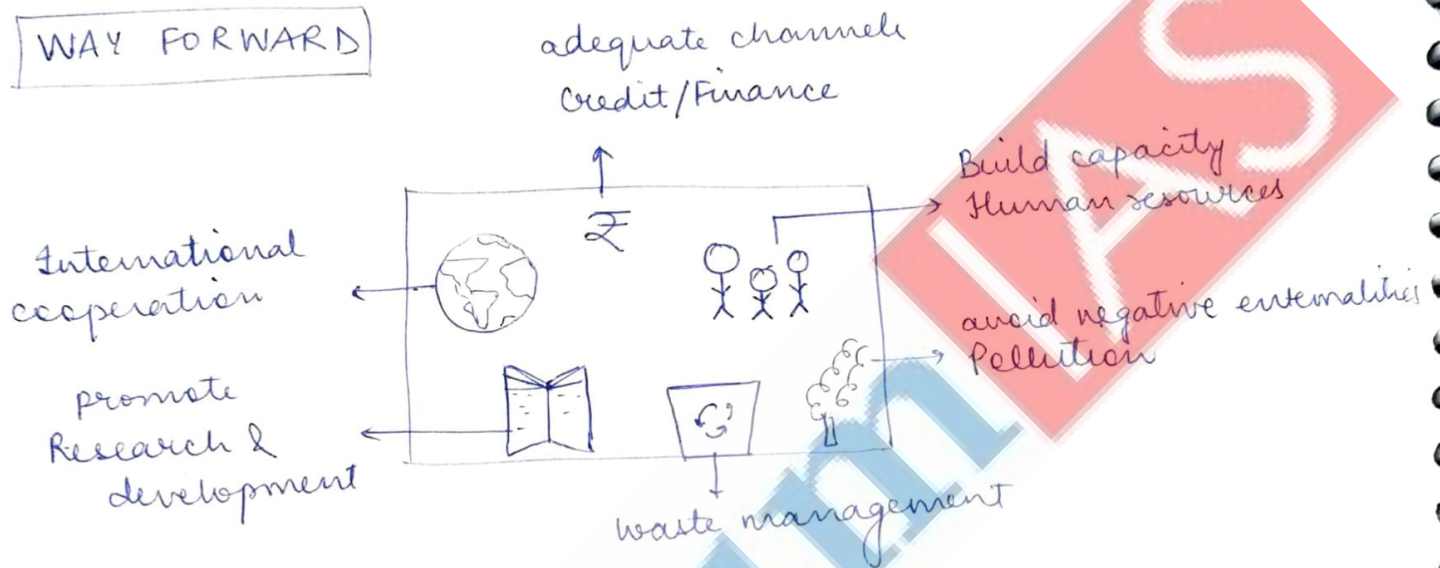 WAY FORWARD
adequate channels
Credit/Finance
₹
Build capacity
Human resources
International
cooperation
avoid negative externalities
Pollution
promote
Research &
development
waste management
IAS
m